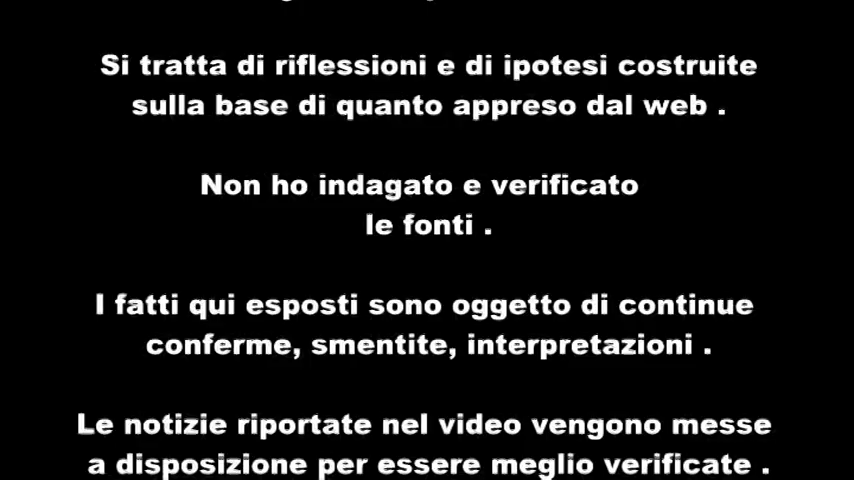 Si tratta di riflessioni e di ipotesi costruite
sulla base di quanto appreso dal web .
Non ho indagato e verificato
le fonti .
I fatti qui esposti sono oggetto di continue
conferme, smentite, interpretazioni .
Le notizie riportate nel video vengono messe
a disposizione per essere meglio verificate .